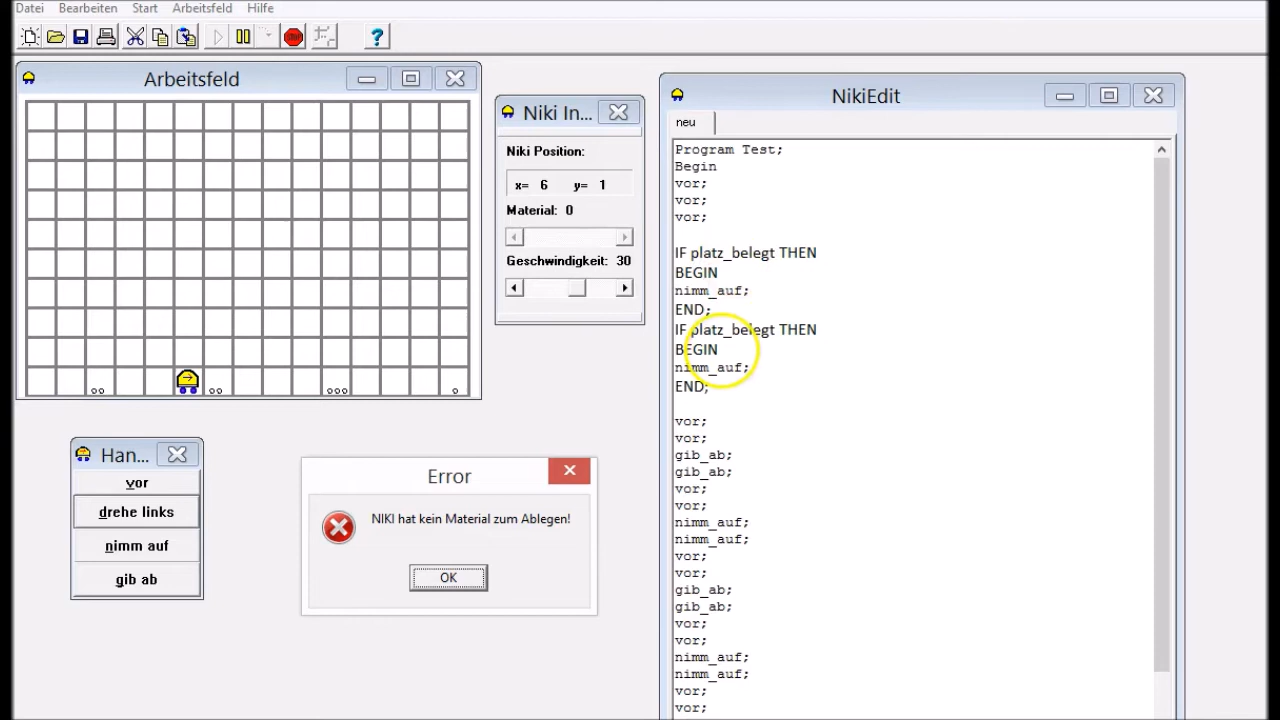 Datei Bearbeiten Start Arbeitsfeld Hilfe
?
Arbeitsfeld
Niki In...
Niki Position:
x= 6 y= 1
Material: 0
Geschwindigkeit: 30
Han...
vor
drehe links
nimm auf
gib ab
Error
NIKI hat kein Material zum Ablegen!
OK
NikiEdit
neu
Program Test;
Begin
vor;
vor;
vor;
IF platz_belegt THEN
BEGIN
nimm_auf;
END;
IF platz_belegt THEN
BEGIN
nimm_auf;
END;
vor;
vor;
gib_ab;
gib_ab;
vor;
vor;
nimm_auf;
nimm_auf;
vor;
vor;
gib_ab;
gib_ab;
vor;
vor;
nimm_auf;
nimm_auf;
vor;
vor;